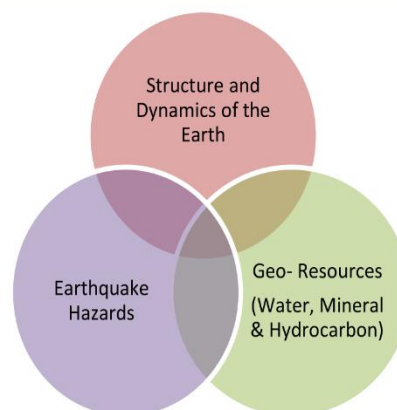 Structure and
Dynamics of the
Earth
Earthquake
Hazards
Geo- Resources
(Water, Mineral
& Hydrocarbon)